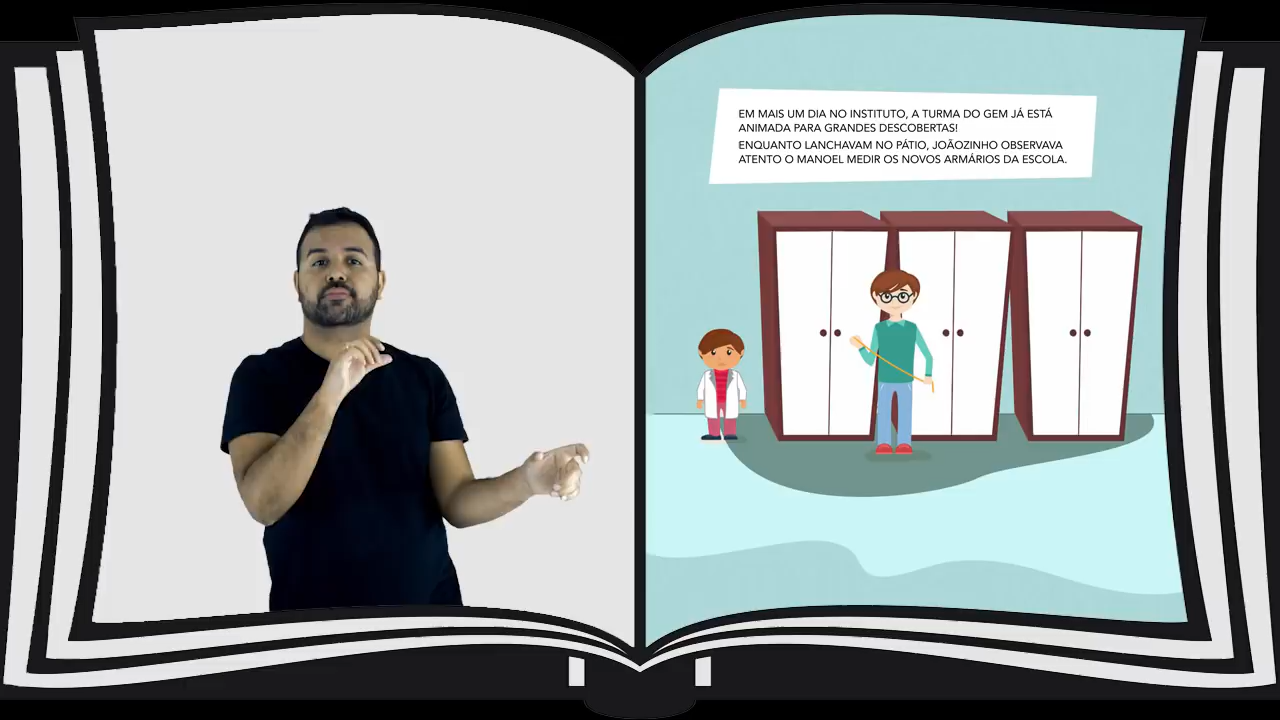 EM MAIS UM DIA NO INSTITUTO, A TURMA DO GEM JÁ ESTÁ
ANIMADA PARA GRANDES DESCOBERTAS!
ENQUANTO LANCHAVAM NO PÁTIO, JOÃOZINHO OBSERVAVA
ATENTO O MANOEL MEDIR OS NOVOS ARMÁRIOS DA ESCOLA.